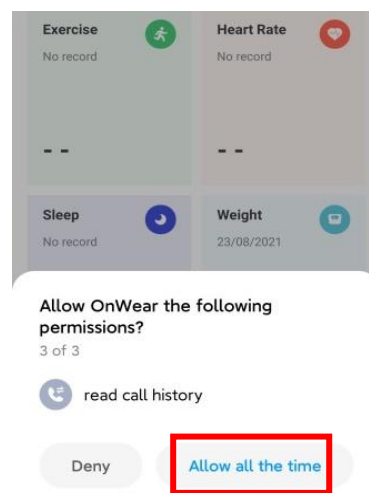 Exercise
Heart Rate
No record
No record
- -
- -
Sleep
Weight
No record
23/08/2021
Allow OnWear the following
permissions?
3 of 3
read call history
Deny
Allow all the time